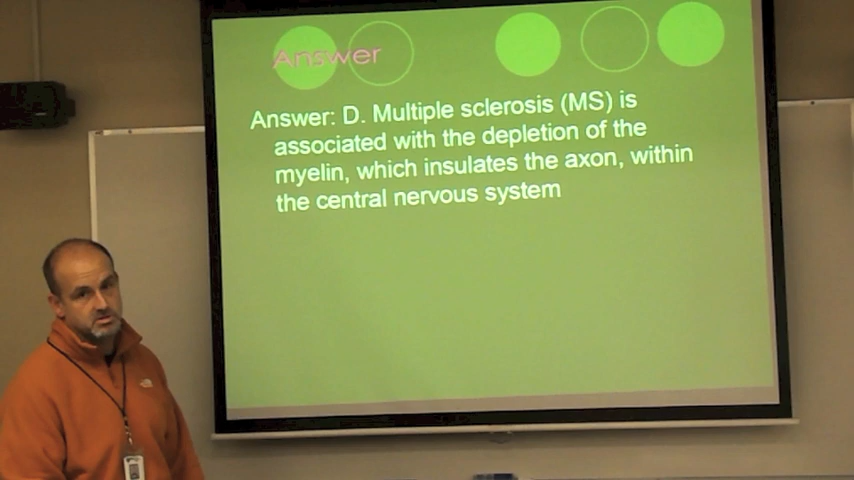 Answer
Answer: D. Multiple sclerosis (MS) is
associated with the depletion of the
myelin, which insulates the axon, within
the central nervous system